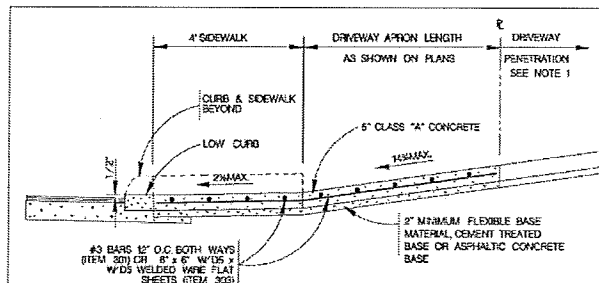 ℄
4' SIDEWALK
DRIVEWAY APRON LENGTH
DRIVEWAY
AS SHOWN ON PLANS
PENETRATION
SEE NOTE 1
CURB & SIDEWALK
BEYOND
LOW CURB
5" CLASS "A" CONCRETE
1/2"
2%MAX.
14%MAX.
2" MINIMUM FLEXIBLE BASE
MATERIAL, CEMENT TREATED
BASE OR ASPHALTIC CONCRETE
BASE
#3 BARS 12" O.C BOTH WAYS
(ITEM 301) OR 6" x 6" W/D5 x
W/D5 WELDED WIRE FLAT
SHEETS (ITEM 303)